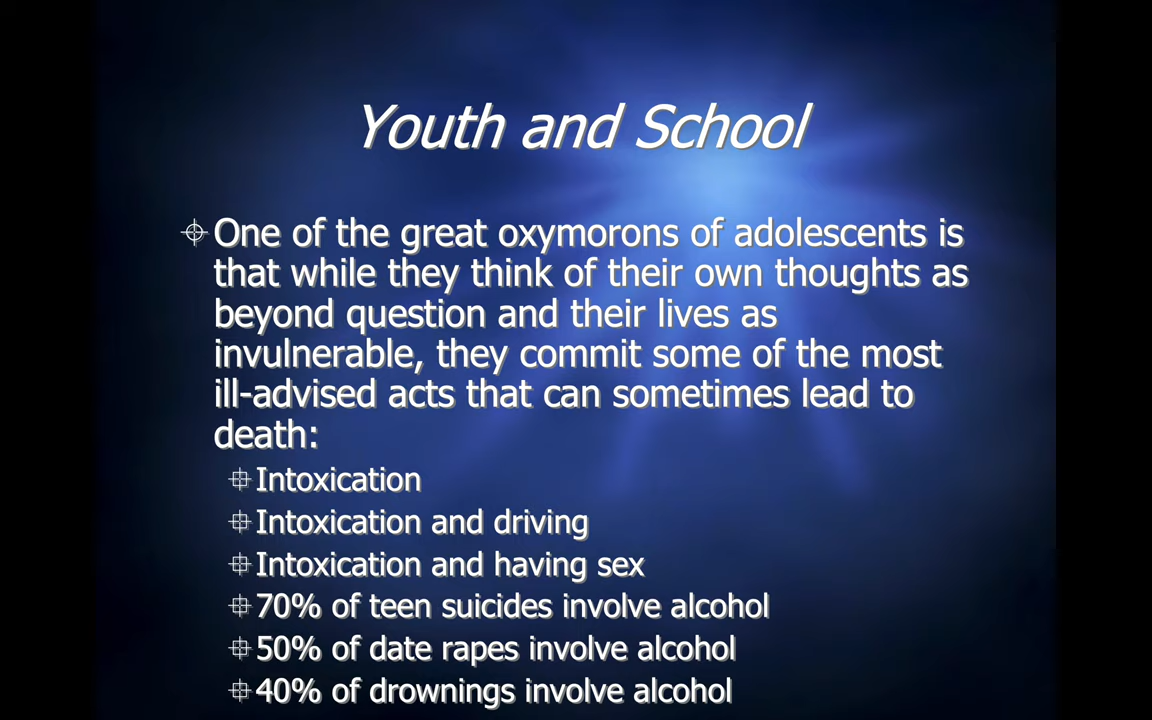 Youth and School
One of the great oxymorons of adolescents is
that while they think of their own thoughts as
beyond question and their lives as
invulnerable, they commit some of the most
ill-advised acts that can sometimes lead to
death:
Intoxication
Intoxication and driving
Intoxication and having sex
70% of teen suicides involve alcohol
50% of date rapes involve alcohol
40% of drownings involve alcohol